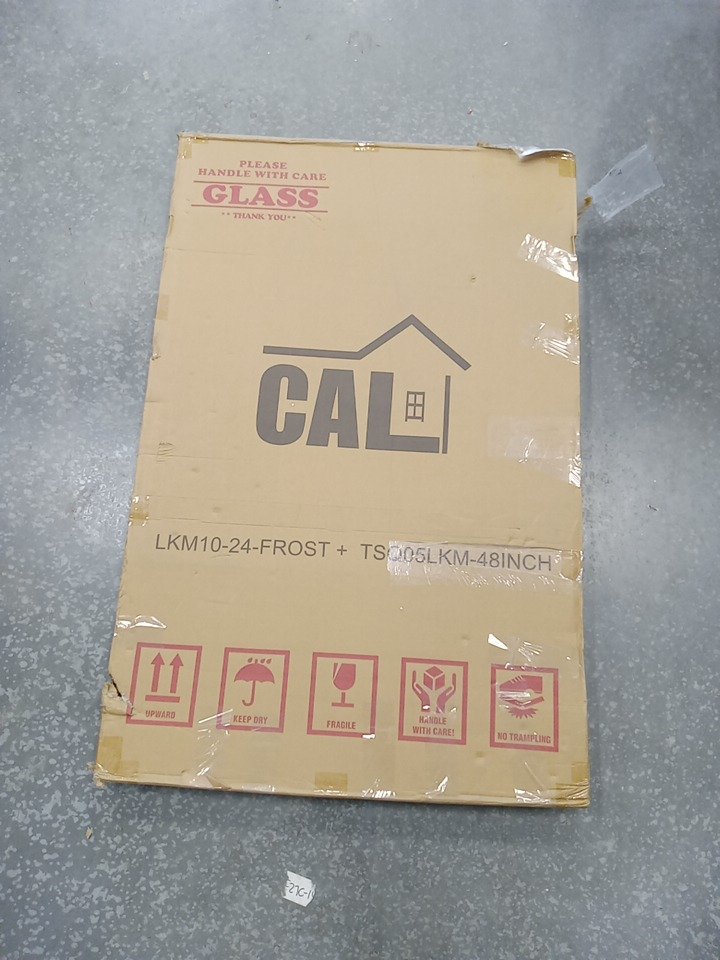 PLEASE
HANDLE WITH CARE
GLASS
** THANK YOU **
CAL
LKM10-24-FROST + TSO05LKM-48INCH
UPWARD
KEEP DRY
FRAGILE
HANDLE
WITH CARE!
NO TRAMPLING